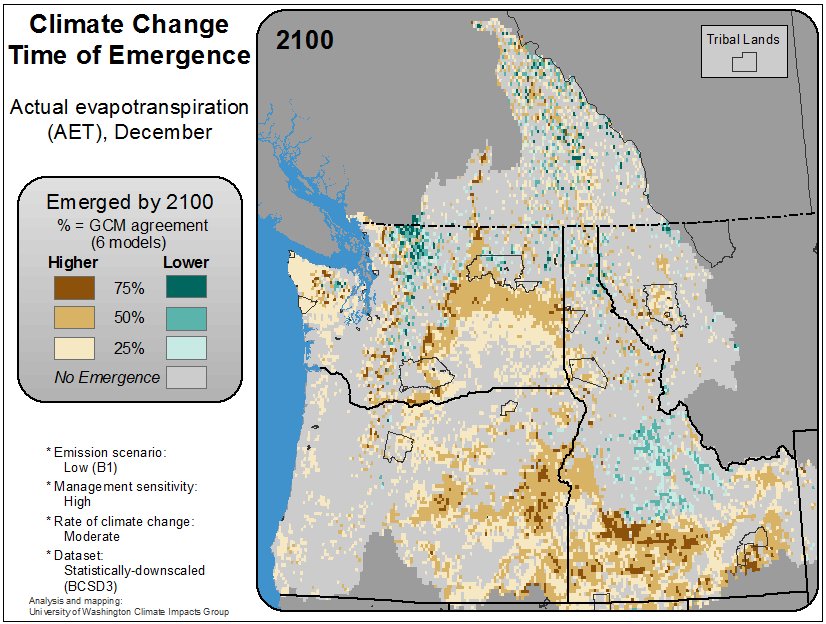 Climate Change
Time of Emergence
Actual evapotranspiration
(AET), December
Emerged by 2100
% = GCM agreement
(6 models)
Higher Lower
75%
50%
25%
No Emergence
* Emission scenario:
Low (B1)
* Management sensitivity:
High
* Rate of climate change:
Moderate
* Dataset:
Statistically-downscaled
(BCSD3)
Analysis and mapping:
University of Washington Climate Impacts Group
2100
Tribal Lands